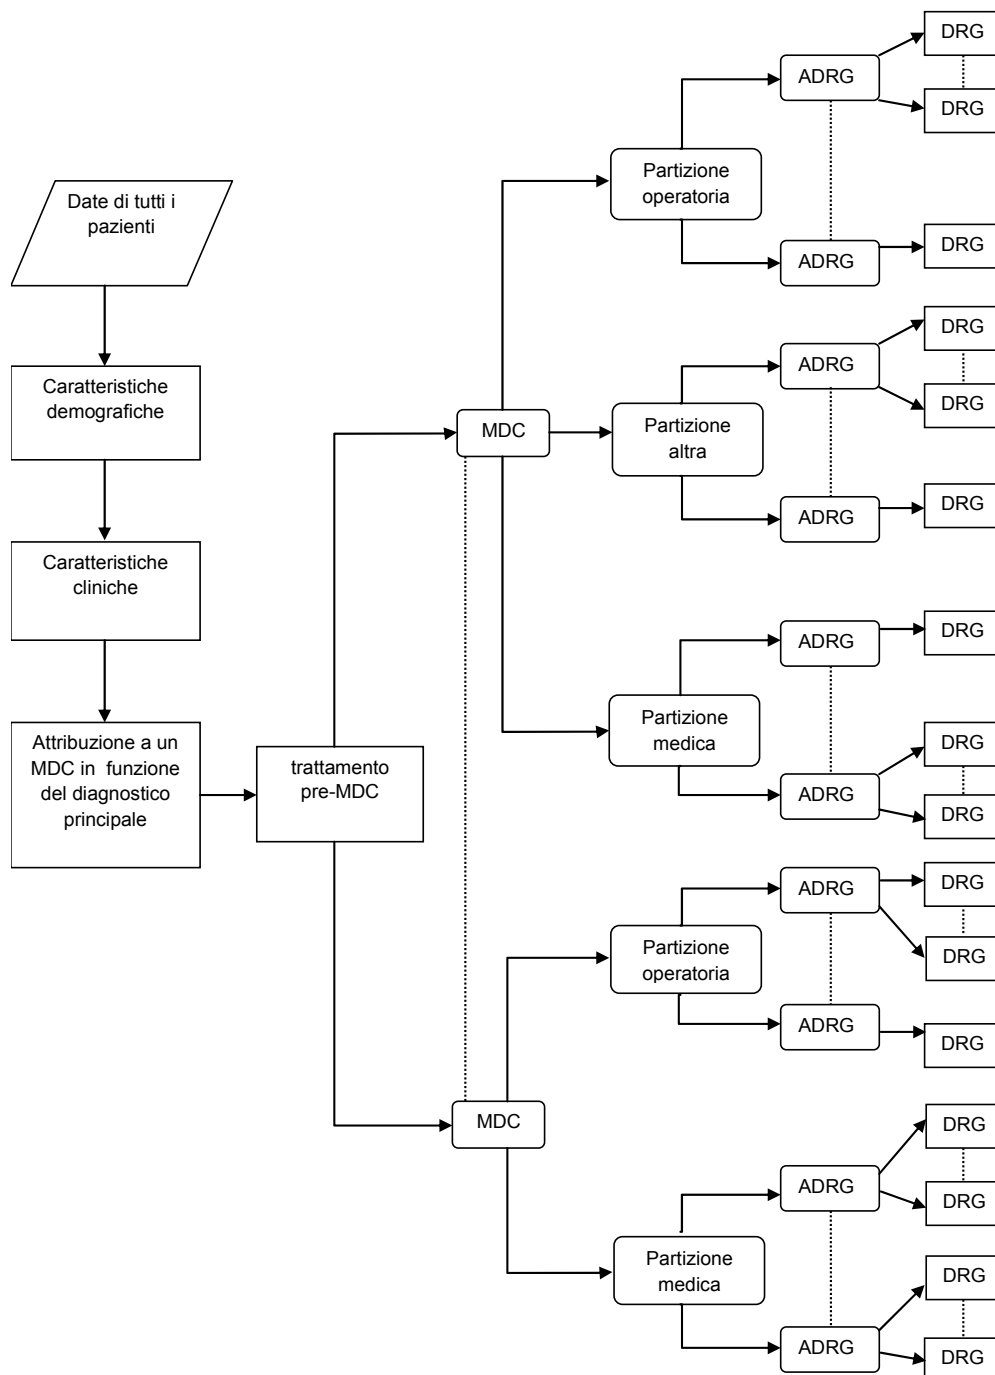 Date di tutti i
pazienti
Caratteristiche
demografiche
Caratteristiche
cliniche
Attribuzione a un
MDC in funzione
del diagnostico
principale
trattamento
pre-MDC
MDC
Partizione
operatoria
ADRG
DRG
DRG
ADRG
DRG
Partizione
altra
ADRG
DRG
DRG
ADRG
DRG
Partizione
medica
ADRG
DRG
ADRG
DRG
DRG
MDC
Partizione
operatoria
ADRG
DRG
DRG
ADRG
DRG
Partizione
medica
ADRG
DRG
DRG
ADRG
DRG
DRG